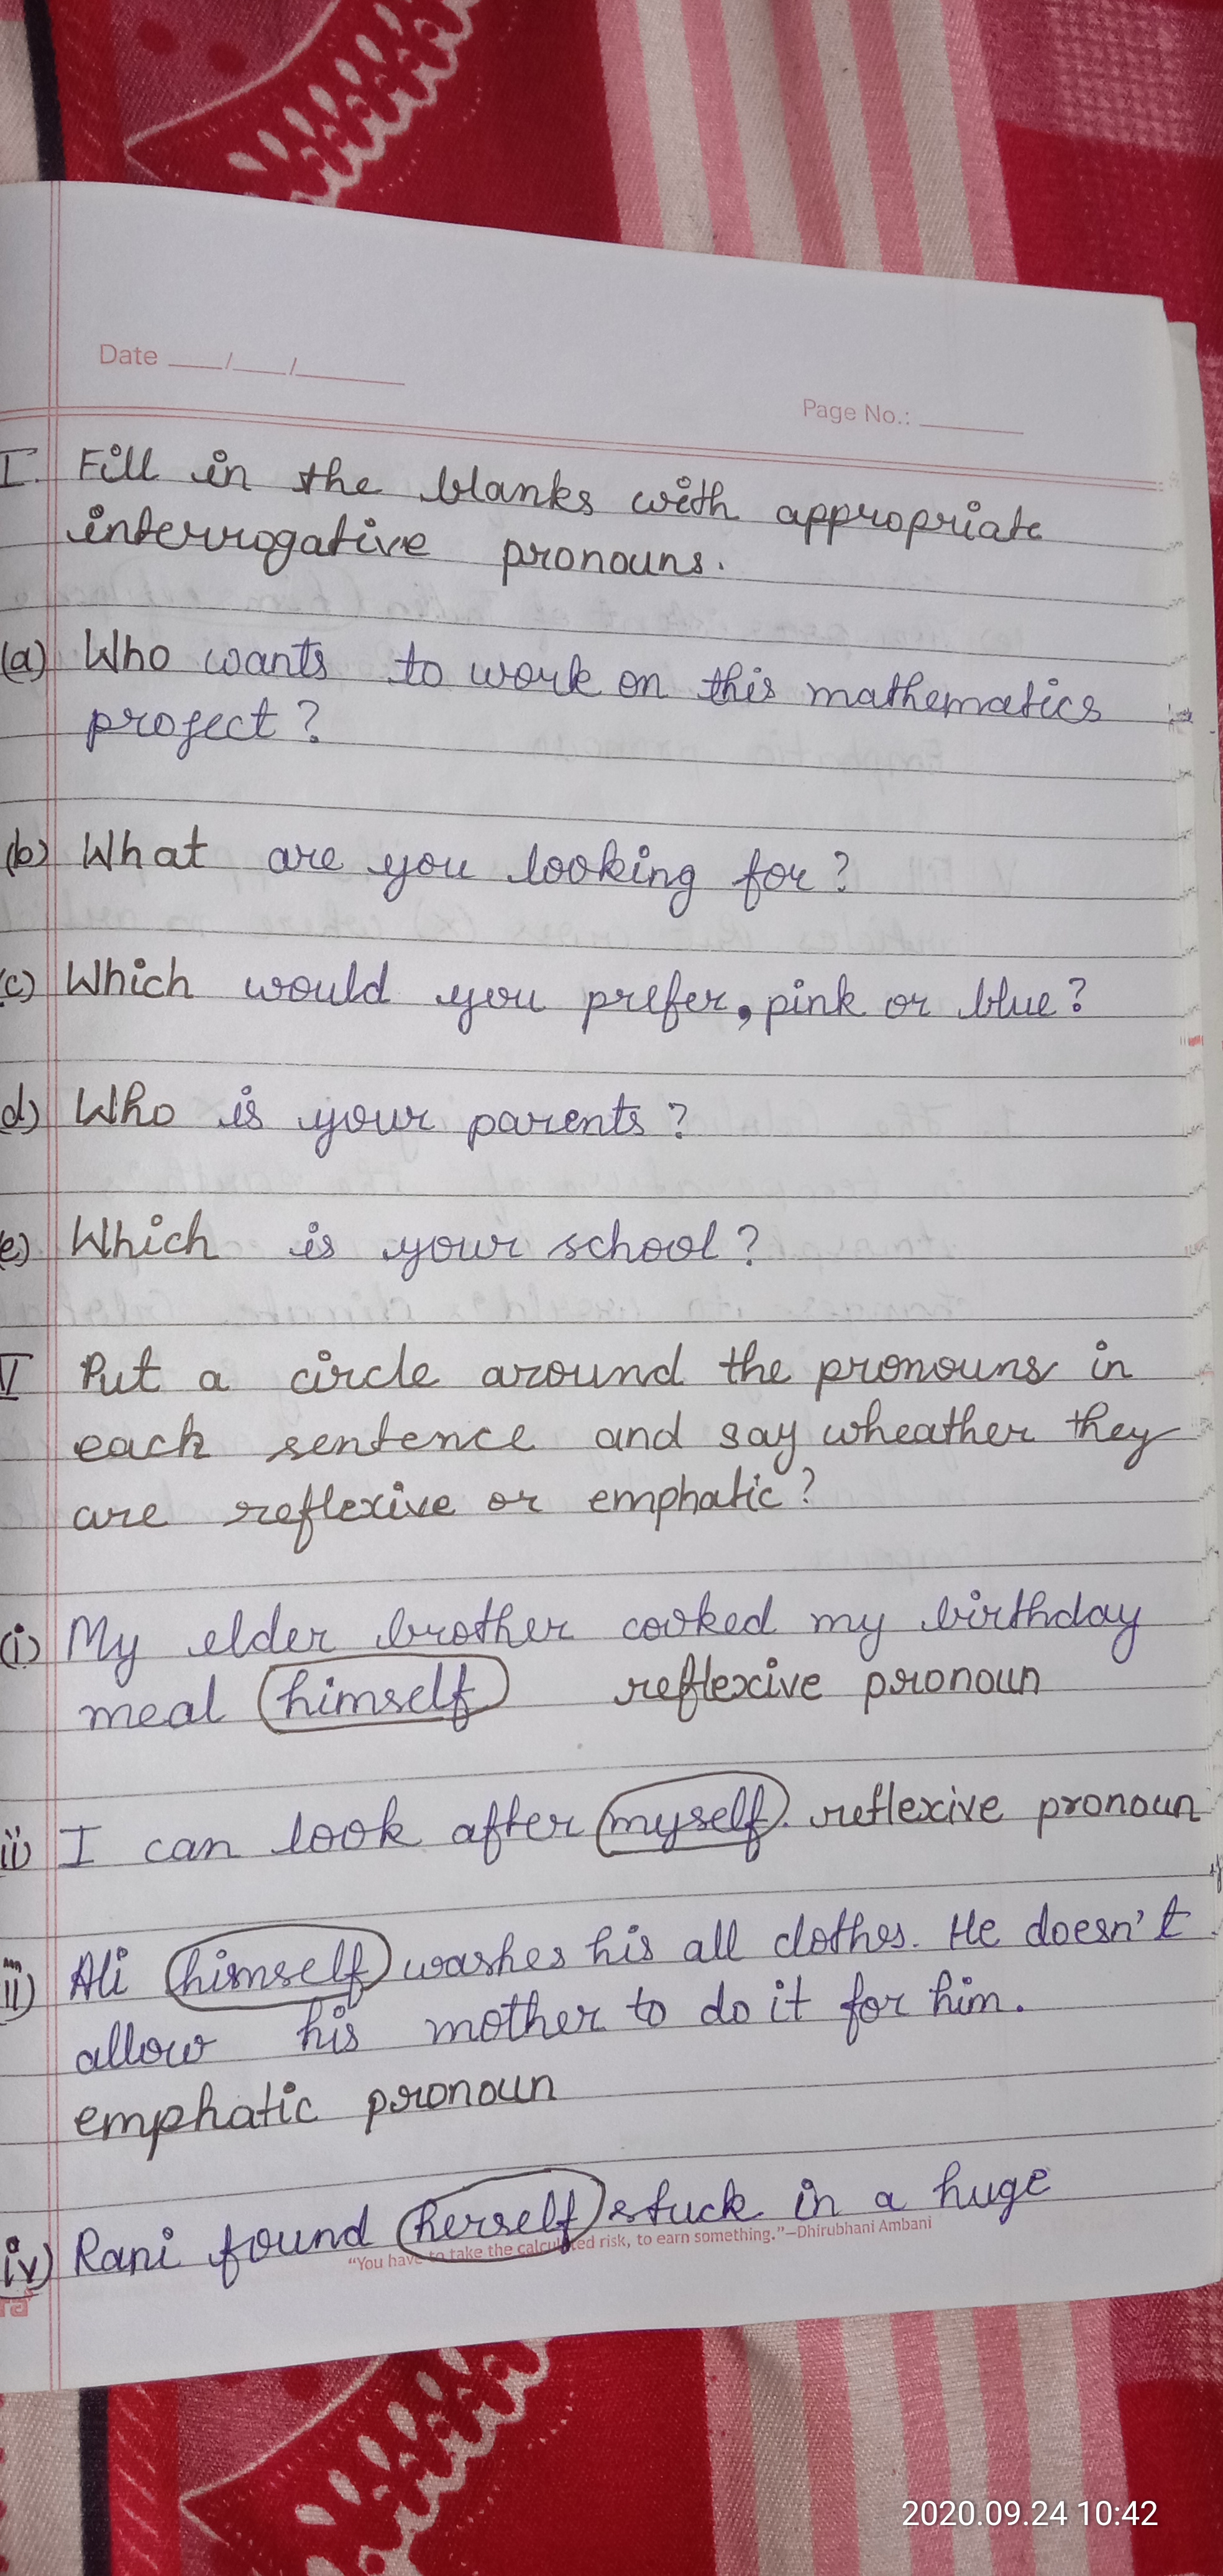 Date ___/___/______
Page No.: ______
I. Fill in the blanks with appropriate
interrogative pronouns.
(a) Who wants to work on this mathematics
project?
(b) What are you looking for?
(c) Which would you prefer, pink or blue?
d) Who is your parents?
(e) Which is your school?
II Put a circle around the pronouns in
each sentence and say wheather they
are reflexive or emphatic?
(i) My elder brother cooked my birthday
meal himself reflexive pronoun
ii) I can look after myself. reflexive pronoun
iii) Ali himself washes his all clothes. He doesn't
allow his mother to do it for him.
emphatic pronoun
iv) Rani found herself stuck in a huge
"You have to take the calculated risk, to earn something."—Dhirubhani Ambani
2020.09.24 10:42